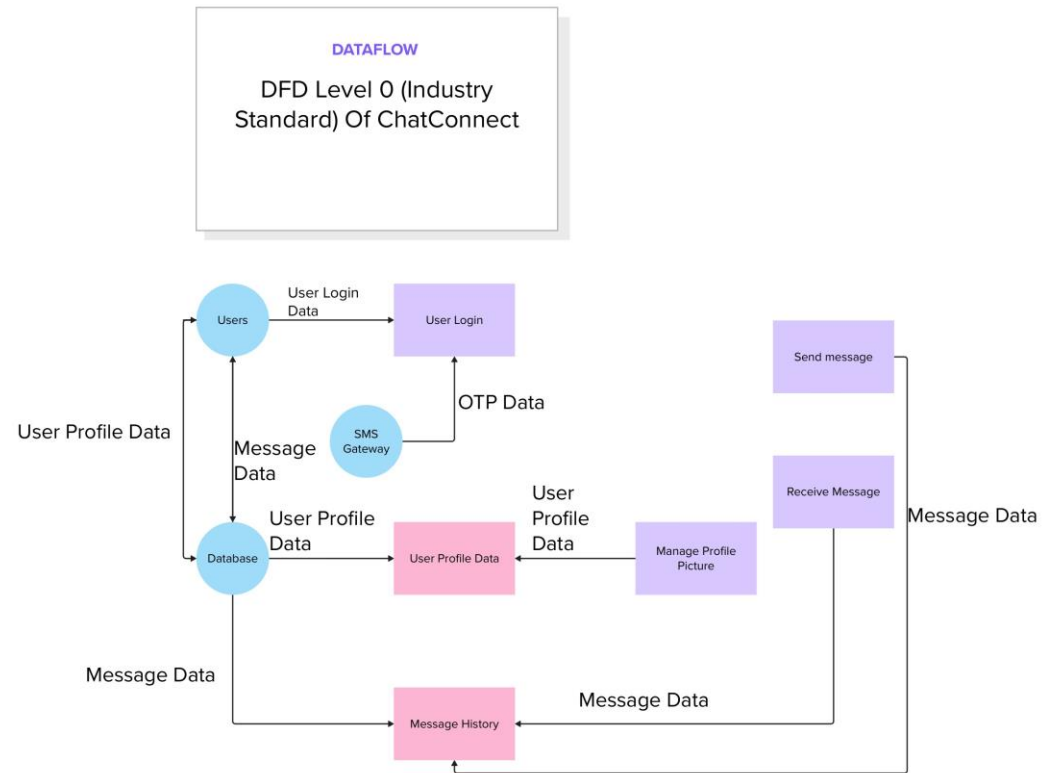 DATAFLOW
DFD Level 0 (Industry
Standard) Of ChatConnect
Users
User Login
Data
User Login
Send message
OTP Data
SMS
Gateway
User Profile Data
Message
Data
Receive Message
User Profile
Data
User
Profile
Data
Message Data
Database
User Profile Data
Manage Profile
Picture
Message Data
Message History
Message Data